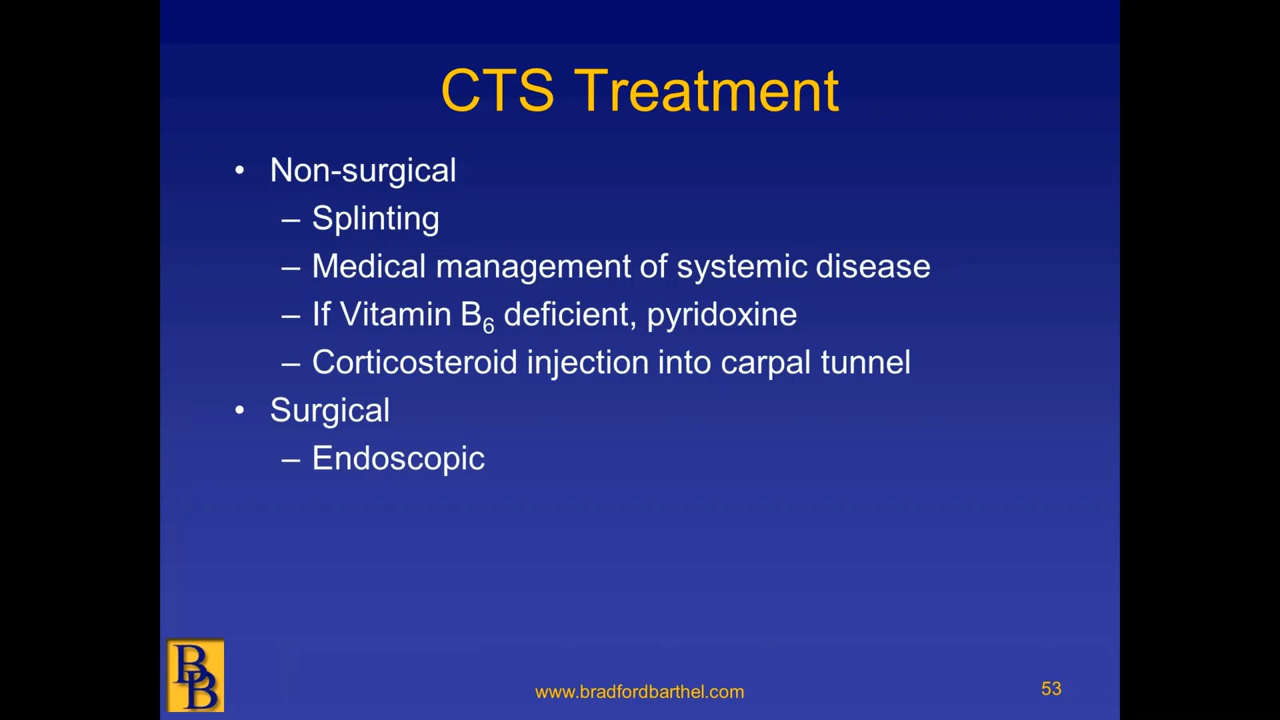 CTS Treatment
• Non-surgical
– Splinting
– Medical management of systemic disease
– If Vitamin B₆ deficient, pyridoxine
– Corticosteroid injection into carpal tunnel
• Surgical
– Endoscopic
BB
www.bradfordbarthel.com
53